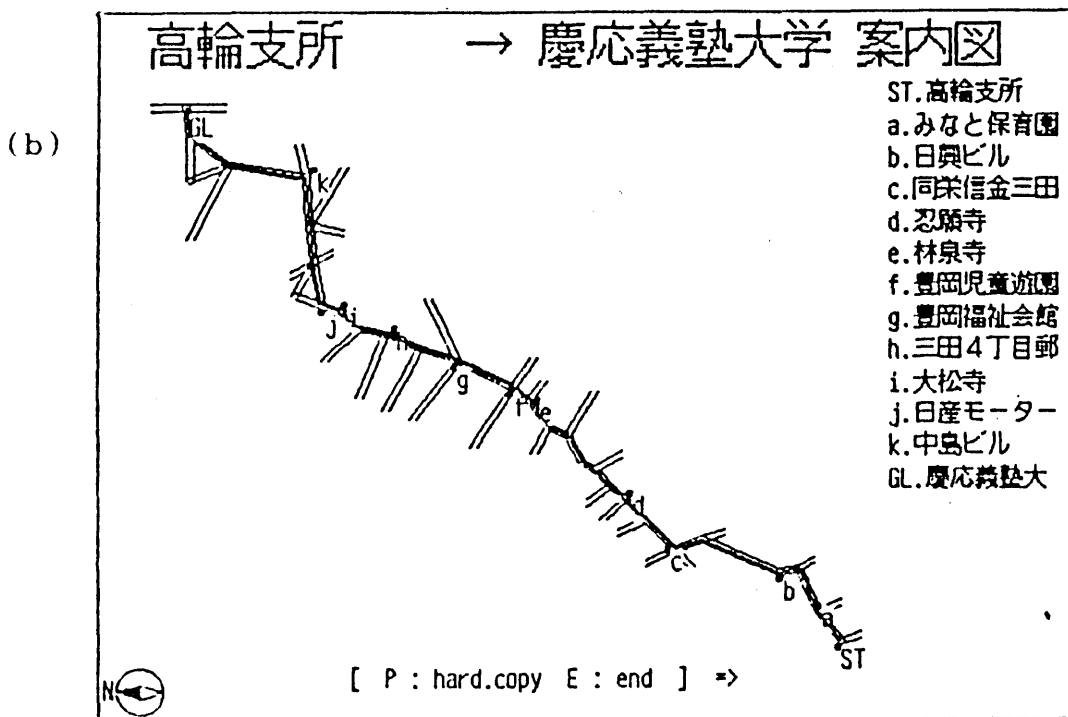 (b)
高輪支所 → 慶応義塾大学 案内図
ST.高輪支所
a.みなと保育園
b.日興ビル
c.同栄信金三田
d.忍願寺
e.林泉寺
f.豊岡児童遊園
g.豊岡福祉会館
h.三田4丁目郵
i.大松寺
j.日産モーター
k.中島ビル
GL.慶応義塾大
GL
k
j
i
h
g
f
e
d
c
b
a
ST
N
[ P : hard.copy E : end ] =>